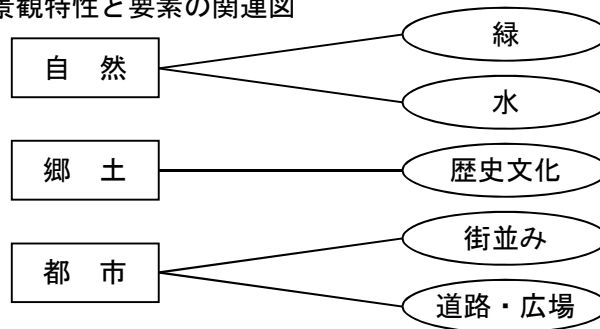 景観特性と要素の関連図
自 然
緑
水
郷 土
歴史文化
都 市
街並み
道路・広場